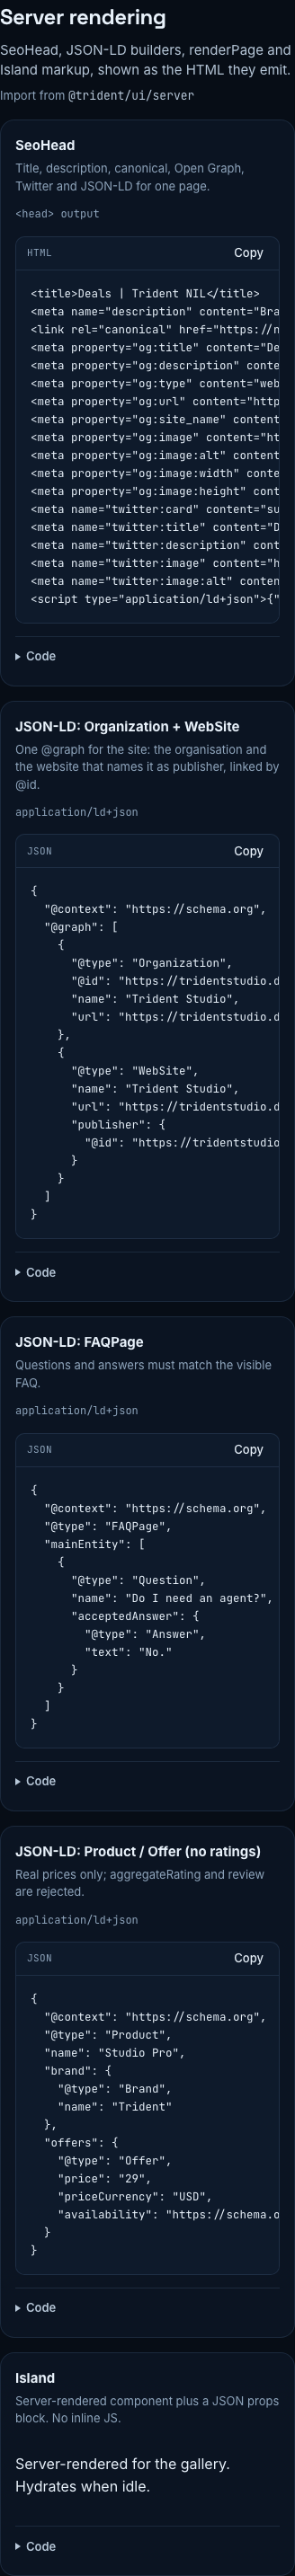 Server rendering
SeoHead, JSON-LD builders, renderPage and
Island markup, shown as the HTML they emit.
Import from @trident/ui/server
SeoHead
Title, description, canonical, Open Graph,
Twitter and JSON-LD for one page.
<head> output
HTML
Copy
<title>Deals | Trident NIL</title>
<meta name="description" content="Bra
<link rel="canonical" href="https://n
<meta property="og:title" content="De
<meta property="og:description" conte
<meta property="og:type" content="web
<meta property="og:url" content="http
<meta property="og:site_name" content
<meta property="og:image" content="ht
<meta property="og:image:alt" content
<meta property="og:image:width" conte
<meta property="og:image:height" cont
<meta name="twitter:card" content="su
<meta name="twitter:title" content="D
<meta name="twitter:description" cont
<meta name="twitter:image" content="h
<meta name="twitter:image:alt" conten
<script type="application/ld+json">{"
Code
JSON-LD: Organization + WebSite
One @graph for the site: the organisation and
the website that names it as publisher, linked by
@id.
application/ld+json
JSON
Copy
{
"@context": "https://schema.org",
"@graph": [
{
"@type": "Organization",
"@id": "https://tridentstudio.d
"name": "Trident Studio",
"url": "https://tridentstudio.d
},
{
"@type": "WebSite",
"name": "Trident Studio",
"url": "https://tridentstudio.d
"publisher": {
"@id": "https://tridentstudio
}
}
]
}
Code
JSON-LD: FAQPage
Questions and answers must match the visible
FAQ.
application/ld+json
JSON
Copy
{
"@context": "https://schema.org",
"@type": "FAQPage",
"mainEntity": [
{
"@type": "Question",
"name": "Do I need an agent?",
"acceptedAnswer": {
"@type": "Answer",
"text": "No."
}
}
]
}
Code
JSON-LD: Product / Offer (no ratings)
Real prices only; aggregateRating and review
are rejected.
application/ld+json
JSON
Copy
{
"@context": "https://schema.org",
"@type": "Product",
"name": "Studio Pro",
"brand": {
"@type": "Brand",
"name": "Trident"
},
"offers": {
"@type": "Offer",
"price": "29",
"priceCurrency": "USD",
"availability": "https://schema.o
}
}
Code
Island
Server-rendered component plus a JSON props
block. No inline JS.
Server-rendered for the gallery.
Hydrates when idle.
Code